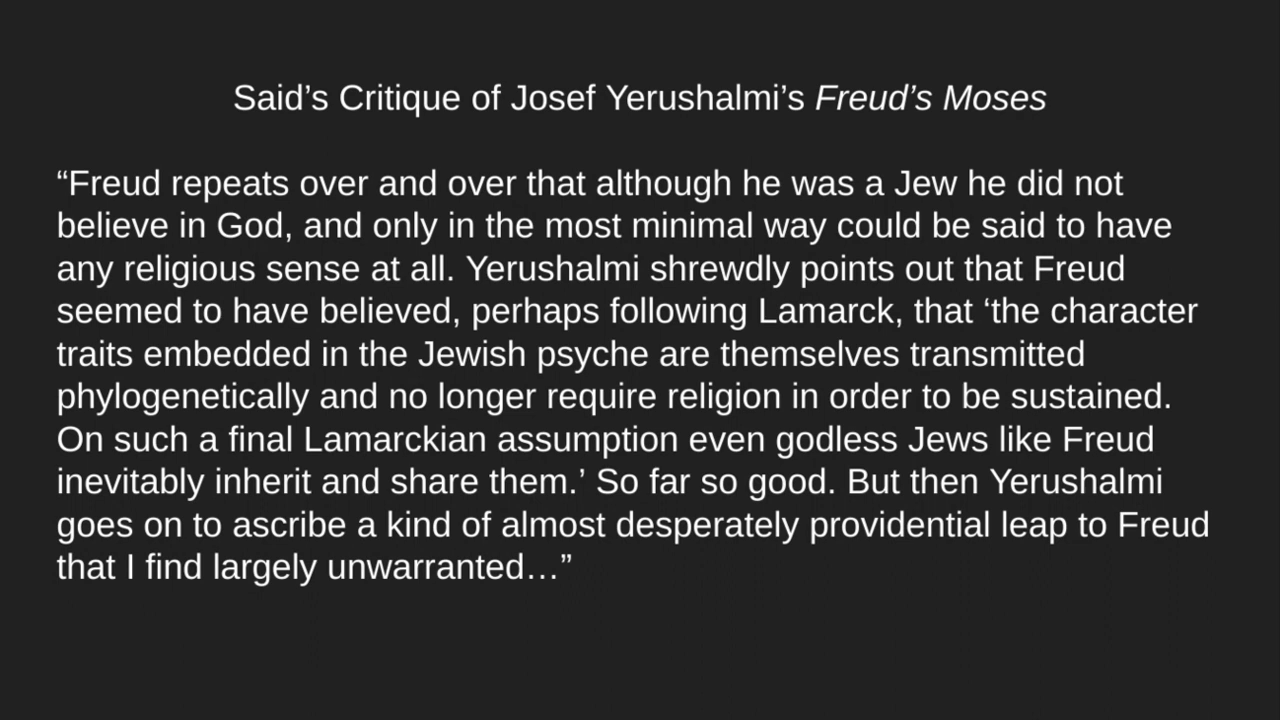 Said’s Critique of Josef Yerushalmi’s Freud’s Moses
“Freud repeats over and over that although he was a Jew he did not
believe in God, and only in the most minimal way could be said to have
any religious sense at all. Yerushalmi shrewdly points out that Freud
seemed to have believed, perhaps following Lamarck, that ‘the character
traits embedded in the Jewish psyche are themselves transmitted
phylogenetically and no longer require religion in order to be sustained.
On such a final Lamarckian assumption even godless Jews like Freud
inevitably inherit and share them.’ So far so good. But then Yerushalmi
goes on to ascribe a kind of almost desperately providential leap to Freud
that I find largely unwarranted…”